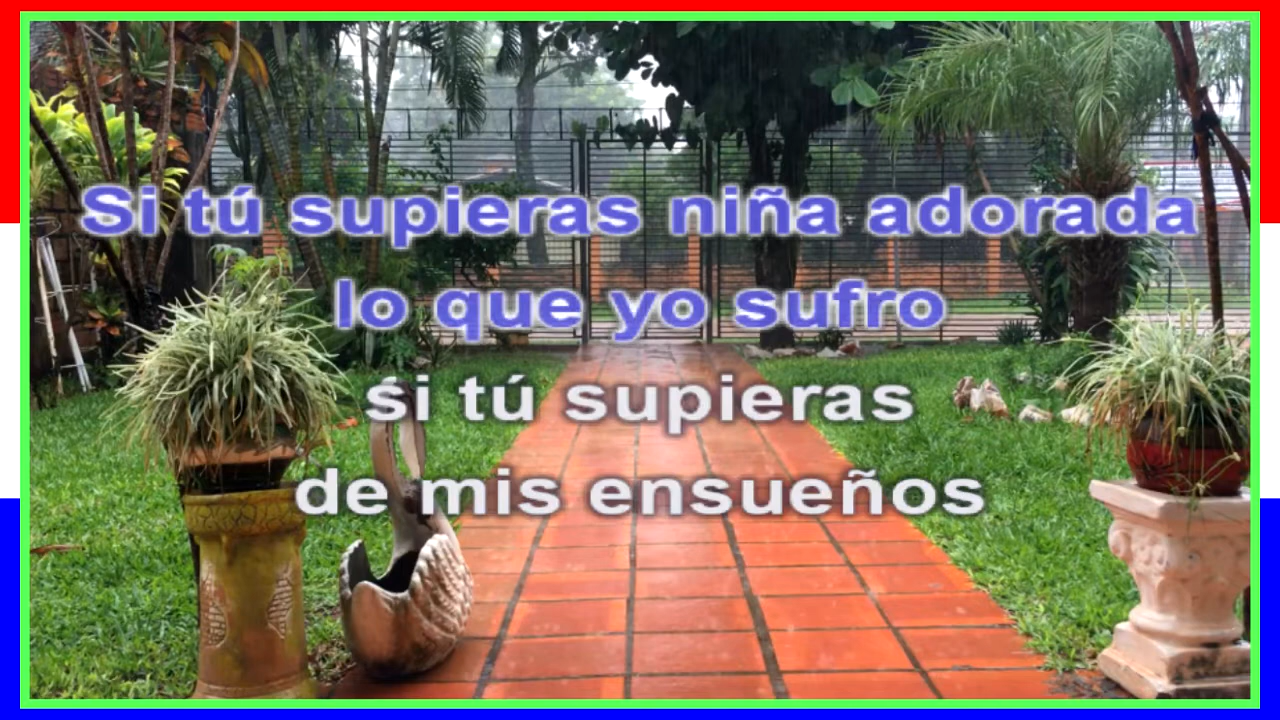 Si tú supieras niña adorada
lo que yo sufro
si tú supieras
de mis ensueños